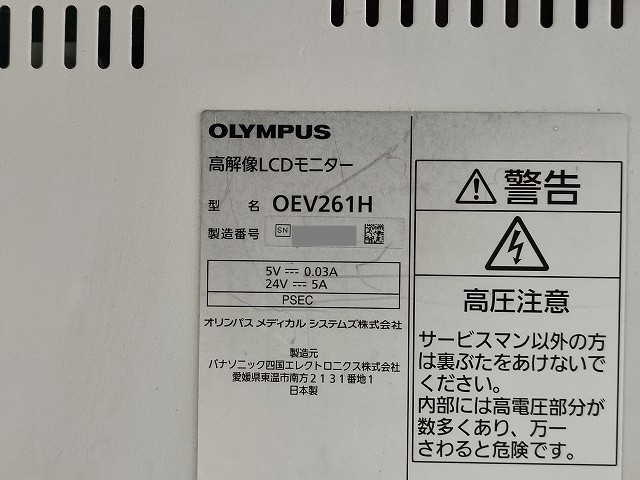 OLYMPUS
高解像LCDモニター
型 名 OEV261H
製造番号 SN
5V ⎓ 0.03A
24V ⎓ 5A
PSEC
オリンパス メディカル システムズ株式会社
製造元
パナソニック四国エレクトロニクス株式会社
愛媛県東温市南方2131番地1
日本製
警告
高圧注意
サービスマン以外の方
は裏ぶたをあけないで
ください。
内部には高電圧部分が
数多くあり、万一
さわると危険です。